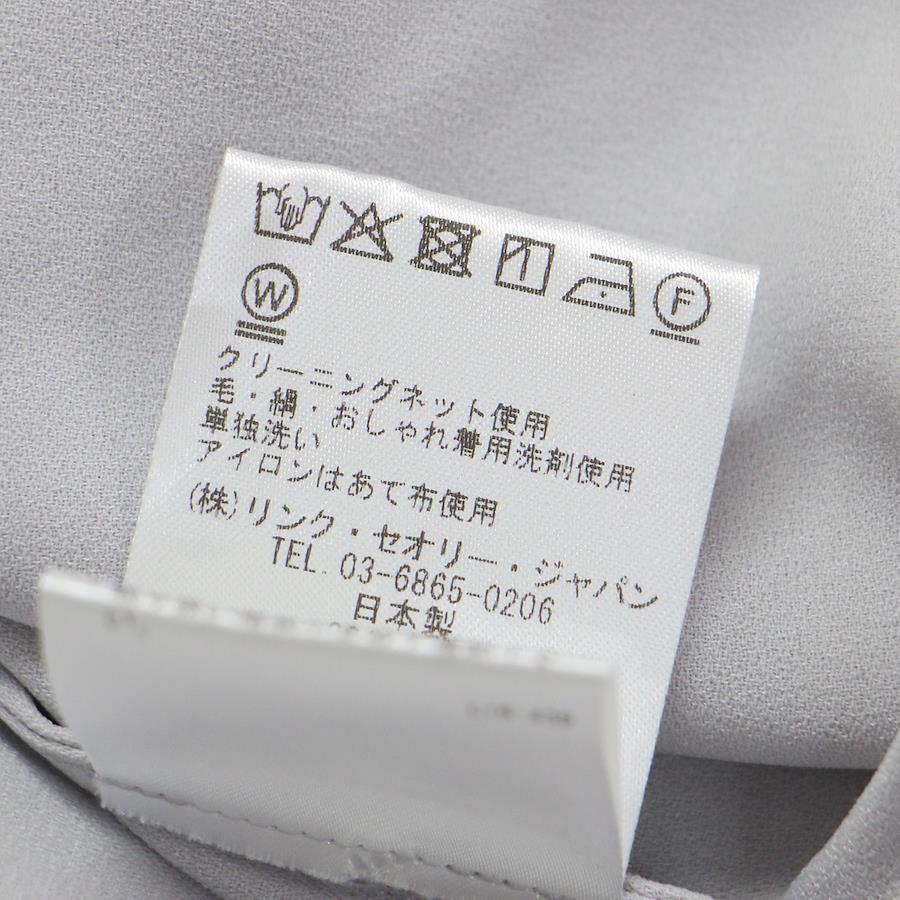 W
F
クリーニングネット使用
毛・絹・おしゃれ着用洗剤使用
単独洗い
アイロンはあて布使用
(株)リンク・セオリー・ジャパン
TEL. 03-6865-0206
日本製